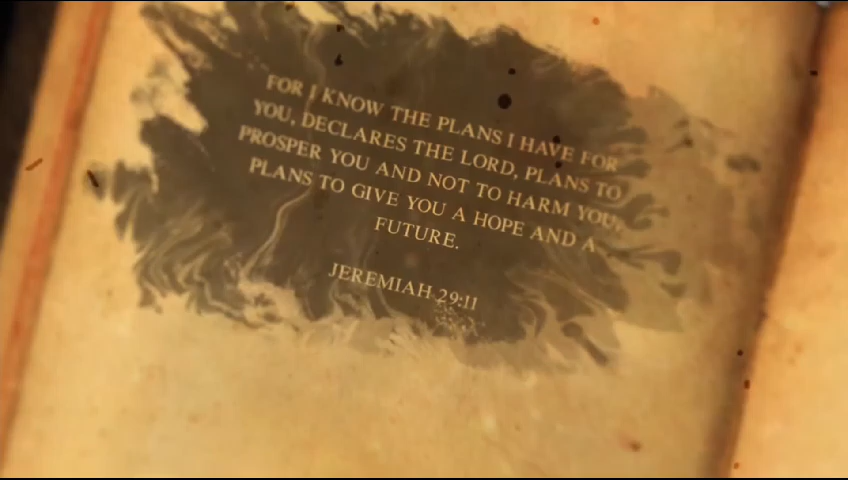 FOR I KNOW THE PLANS I HAVE FOR
YOU, DECLARES THE LORD, PLANS TO
PROSPER YOU AND NOT TO HARM YOU,
PLANS TO GIVE YOU A HOPE AND A
FUTURE.
JEREMIAH 29:11